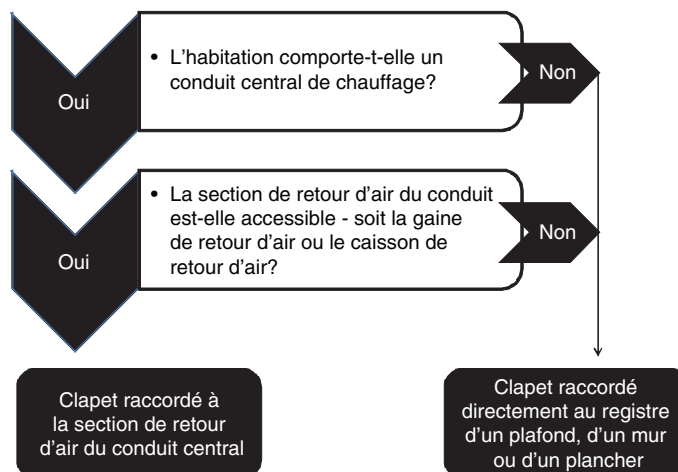 • L'habitation comporte-t-elle un
conduit central de chauffage?
Non
Oui
• La section de retour d'air du conduit
est-elle accessible - soit la gaine
de retour d'air ou le caisson de
retour d'air?
Non
Oui
Clapet raccordé à
la section de retour
d'air du conduit central
Clapet raccordé
directement au registre
d'un plafond, d'un mur
ou d'un plancher